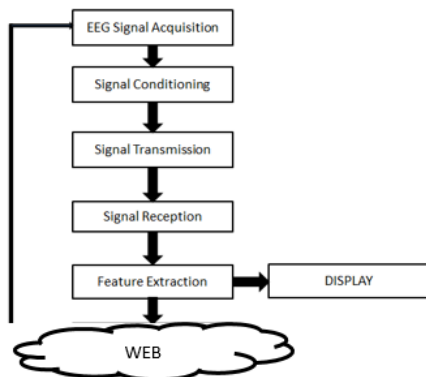 EEG Signal Acquisition
Signal Conditioning
Signal Transmission
Signal Reception
Feature Extraction
DISPLAY
WEB